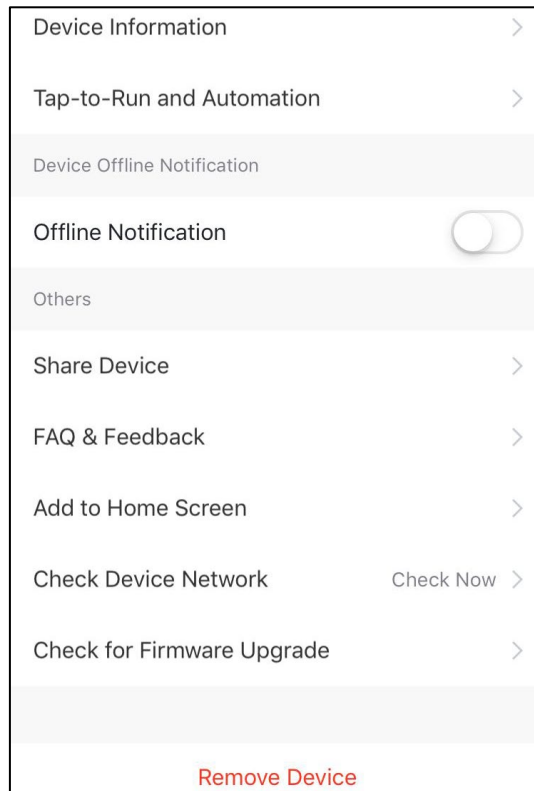 Device Information
Tap-to-Run and Automation
Device Offline Notification
Offline Notification
Others
Share Device
FAQ & Feedback
Add to Home Screen
Check Device Network Check Now
Check for Firmware Upgrade
Remove Device